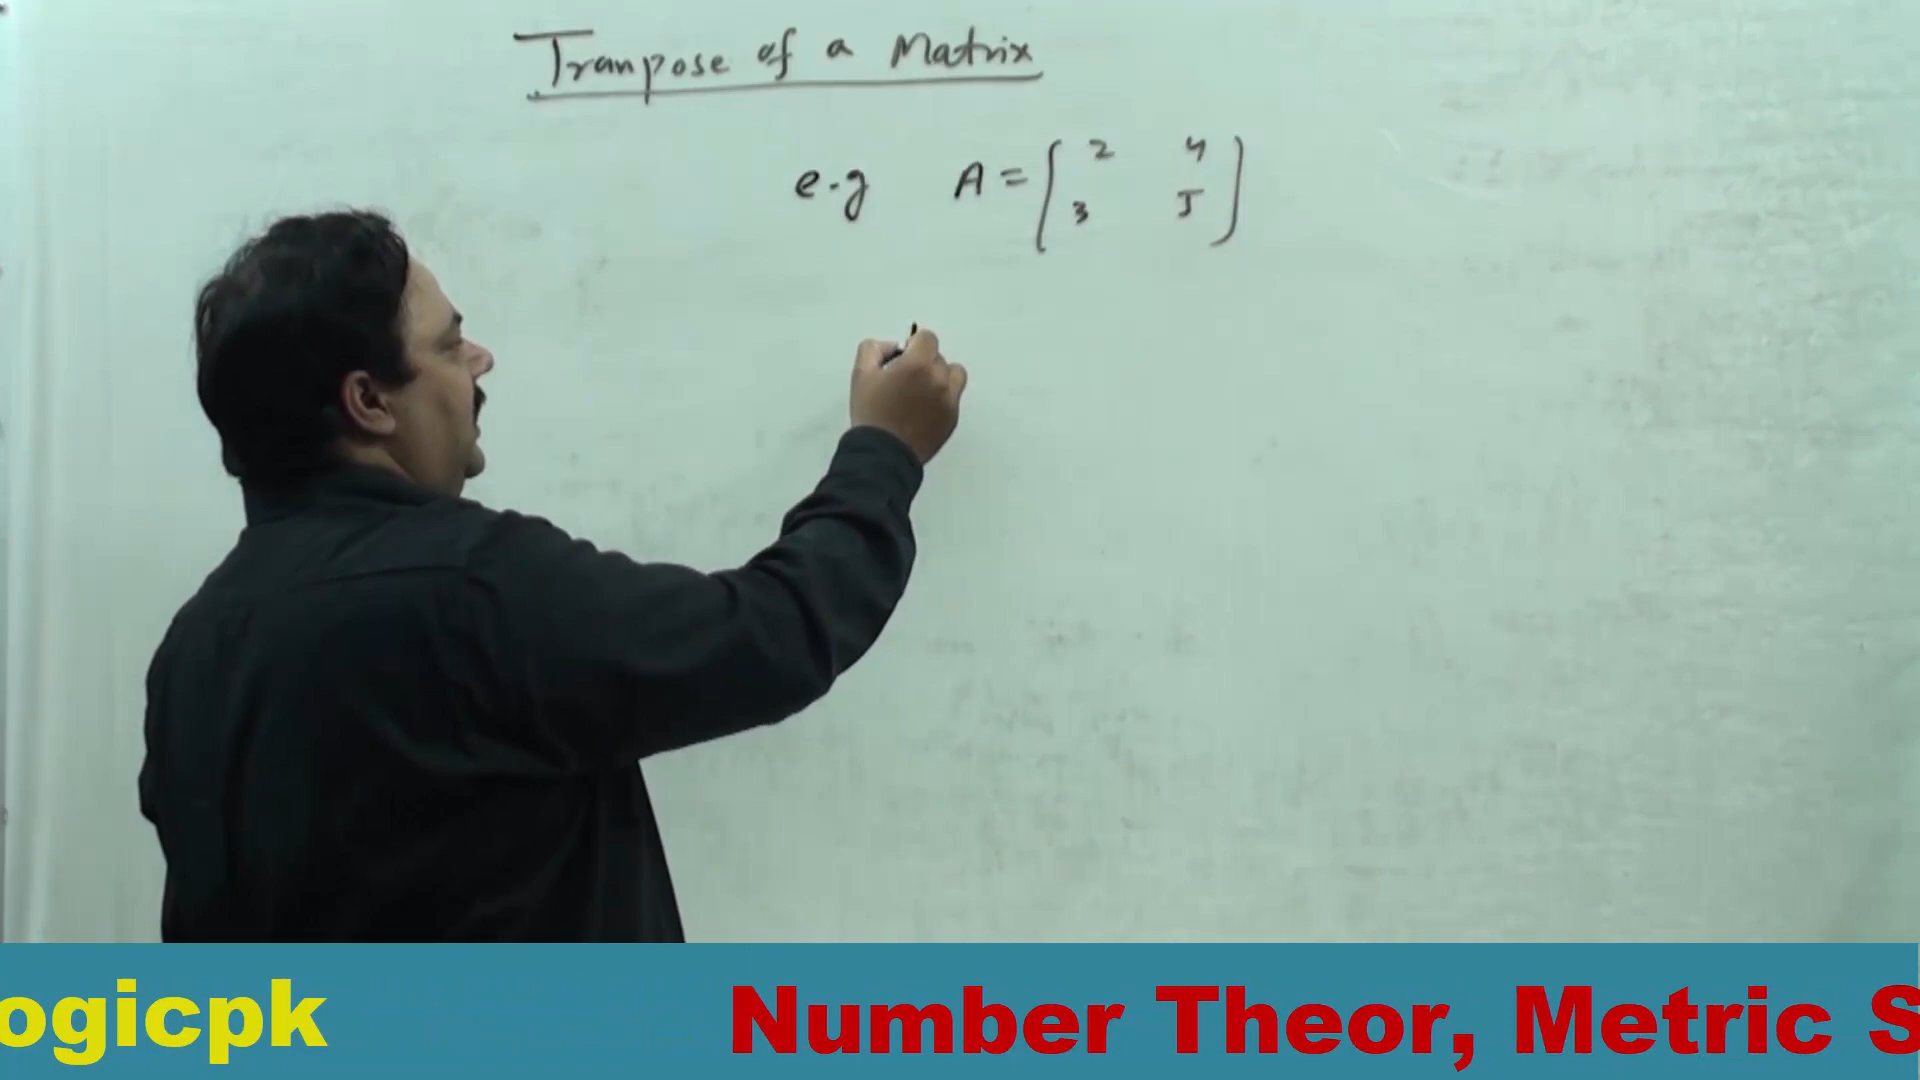 Tranpose of a Matrix
e.g A = [ 2 4
3 5 ]
ogicpk Number Theor, Metric S